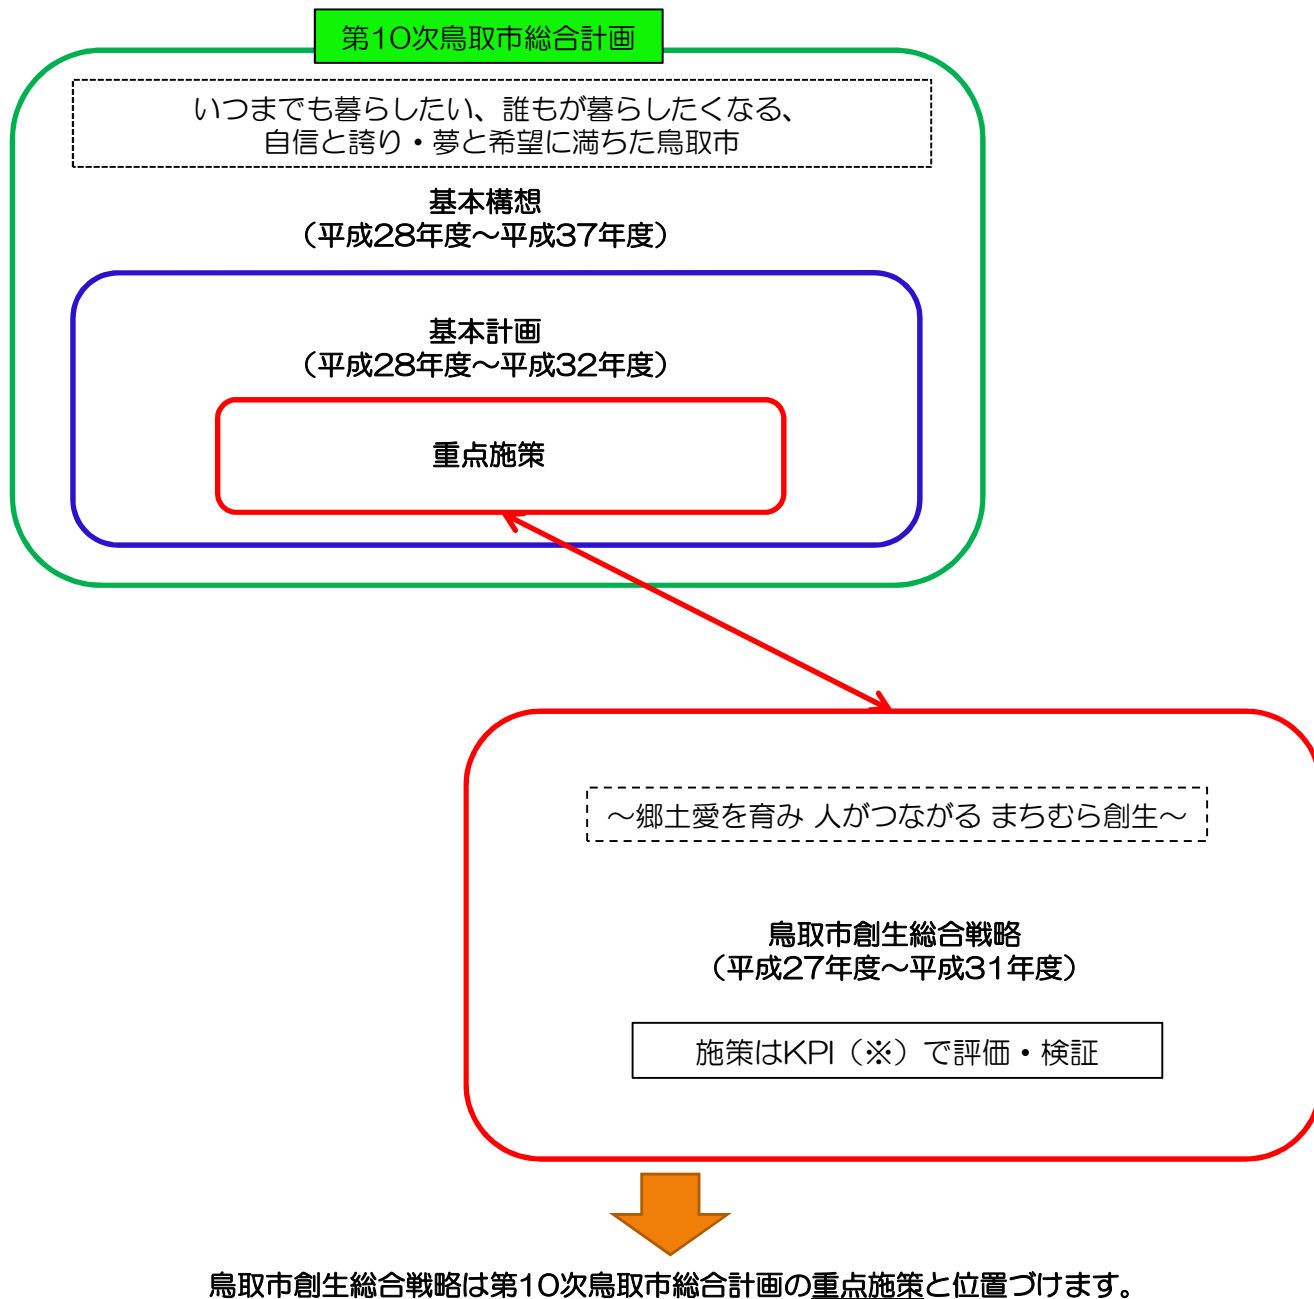 第10次鳥取市総合計画
いつまでも暮らしたい、誰もが暮らしたくなる、
自信と誇り・夢と希望に満ちた鳥取市
基本構想
（平成28年度～平成37年度）
基本計画
（平成28年度～平成32年度）
重点施策
～郷土愛を育み 人がつながる まちむら創生～
鳥取市創生総合戦略
（平成27年度～平成31年度）
施策はKPI（※）で評価・検証
鳥取市創生総合戦略は第10次鳥取市総合計画の重点施策と位置づけます。